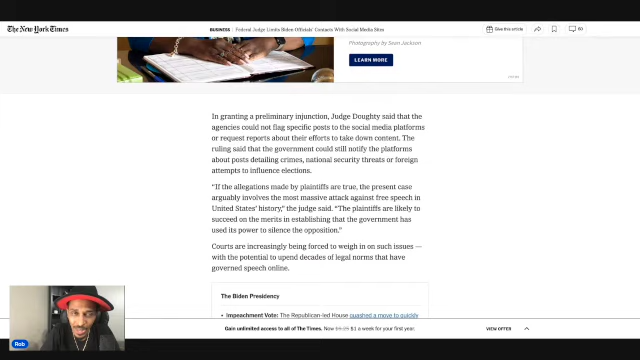 The New York Times
BUSINESS | Federal Judge Limits Biden Officials' Contacts With Social Media Sites
Give this article
60
Photography by Sean Jackson
LEARN MORE
In granting a preliminary injunction, Judge Doughty said that the
agencies could not flag specific posts to the social media platforms
or request reports about their efforts to take down content. The
ruling said that the government could still notify the platforms
about posts detailing crimes, national security threats or foreign
attempts to influence elections.
"If the allegations made by plaintiffs are true, the present case
arguably involves the most massive attack against free speech in
United States' history," the judge said. "The plaintiffs are likely to
succeed on the merits in establishing that the government has
used its power to silence the opposition."
Courts are increasingly being forced to weigh in on such issues —
with the potential to upend decades of legal norms that have
governed speech online.
The Biden Presidency
• Impeachment Vote: The Republican-led House quashed a move to quickly
Gain unlimited access to all of The Times. Now $6.25 $1 a week for your first year.
VIEW OFFER
Rob